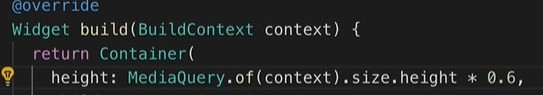 @override
Widget build(BuildContext context) {
return Container(
height: MediaQuery.of(context).size.height * 0.6,